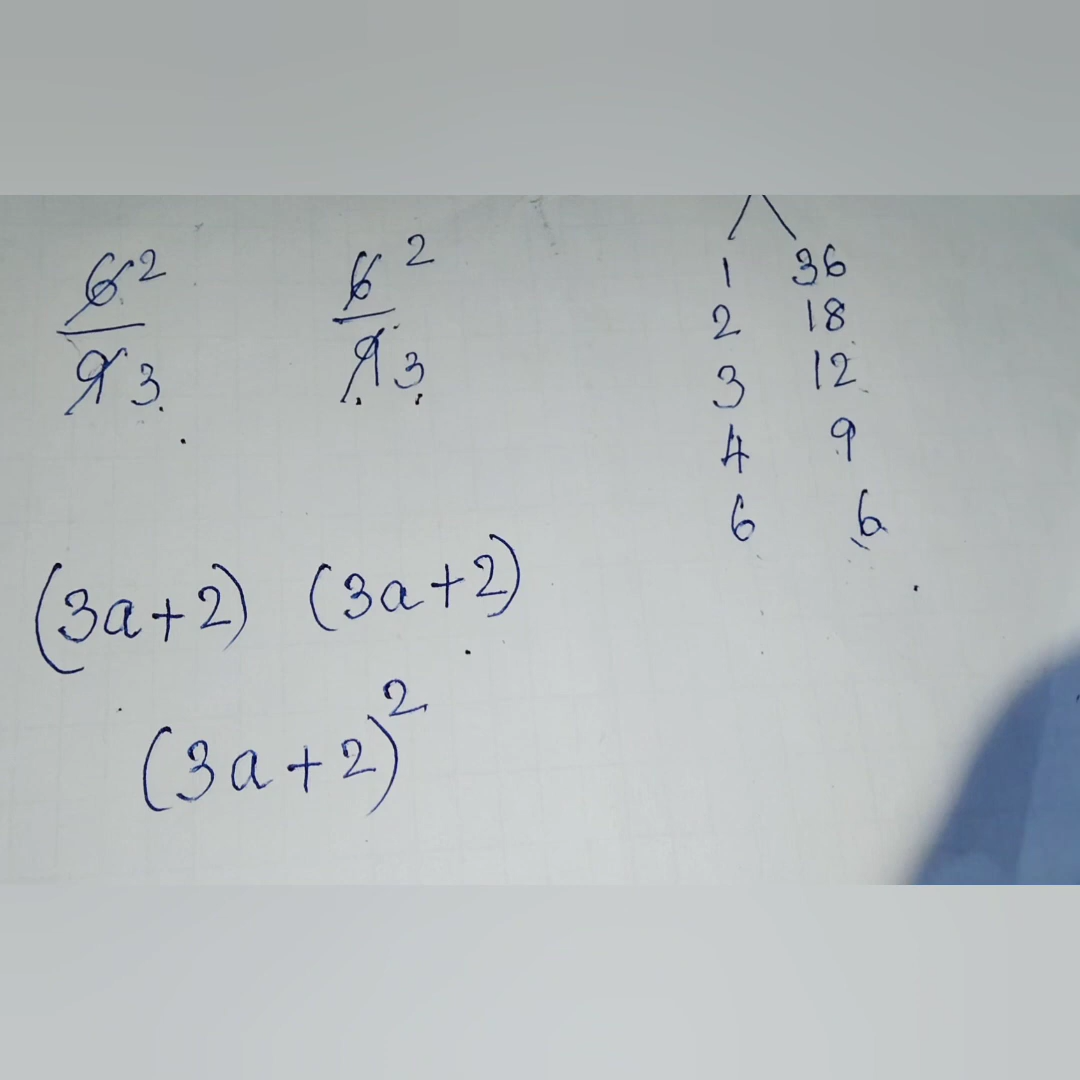 6 2 6 2
9 3 9 3
1 36
2 18
3 12
4 9
6 6
(3a+2) (3a+2)
(3a+2)²